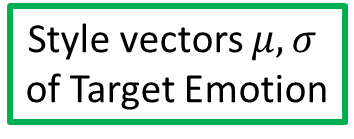 Style vectors μ, σ
of Target Emotion